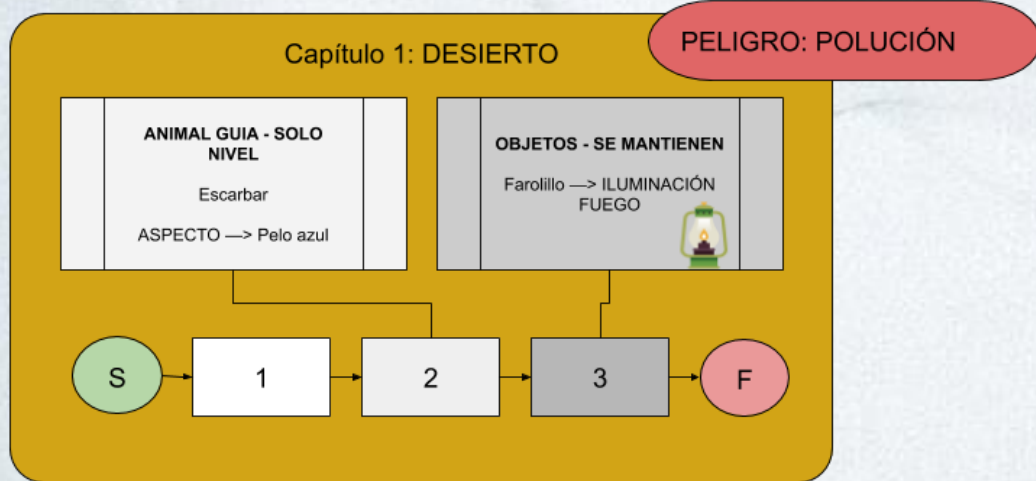 Capítulo 1: DESIERTO
PELIGRO: POLUCIÓN
ANIMAL GUIA - SOLO
NIVEL
Escarbar
ASPECTO —> Pelo azul
OBJETOS - SE MANTIENEN
Farolillo —> ILUMINACIÓN
FUEGO
S
1
2
3
F